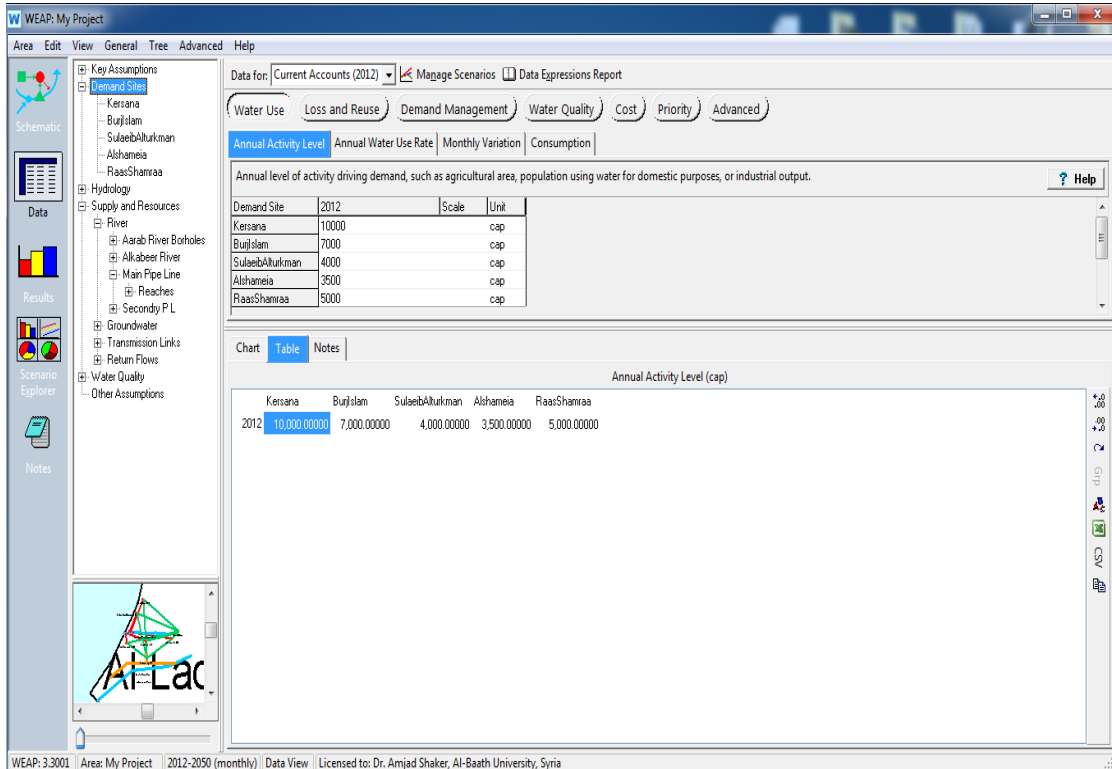 WEAP: My Project
Area Edit View General Tree Advanced Help
Schematic
Data
Results
Scenario
Explorer
Notes
Key Assumptions
Demand Sites
Kersana
BurjIslam
SulaeibAlturkman
Alshameia
RaasShamraa
Hydrology
Supply and Resources
River
Aarab River Borholes
Alkabeer River
Main Pipe Line
Reaches
Secondry P L
Groundwater
Transmission Links
Return Flows
Water Quality
Other Assumptions
Al-Lac
Data for: Current Accounts (2012) Manage Scenarios Data Expressions Report
Water Use Loss and Reuse Demand Management Water Quality Cost Priority Advanced
Annual Activity Level Annual Water Use Rate Monthly Variation Consumption
Annual level of activity driving demand, such as agricultural area, population using water for domestic purposes, or industrial output.
? Help
Demand Site 2012 Scale Unit
Kersana 10000 cap
BurjIslam 7000 cap
SulaeibAlturkman 4000 cap
Alshameia 3500 cap
RaasShamraa 5000 cap
Chart Table Notes
Annual Activity Level (cap)
Kersana BurjIslam SulaeibAlturkman Alshameia RaasShamraa
2012 10,000.00000 7,000.00000 4,000.00000 3,500.00000 5,000.00000
Grp
CSV
WEAP: 3.3001 Area: My Project 2012-2050 (monthly) Data View Licensed to: Dr. Amjad Shaker, Al-Baath University, Syria